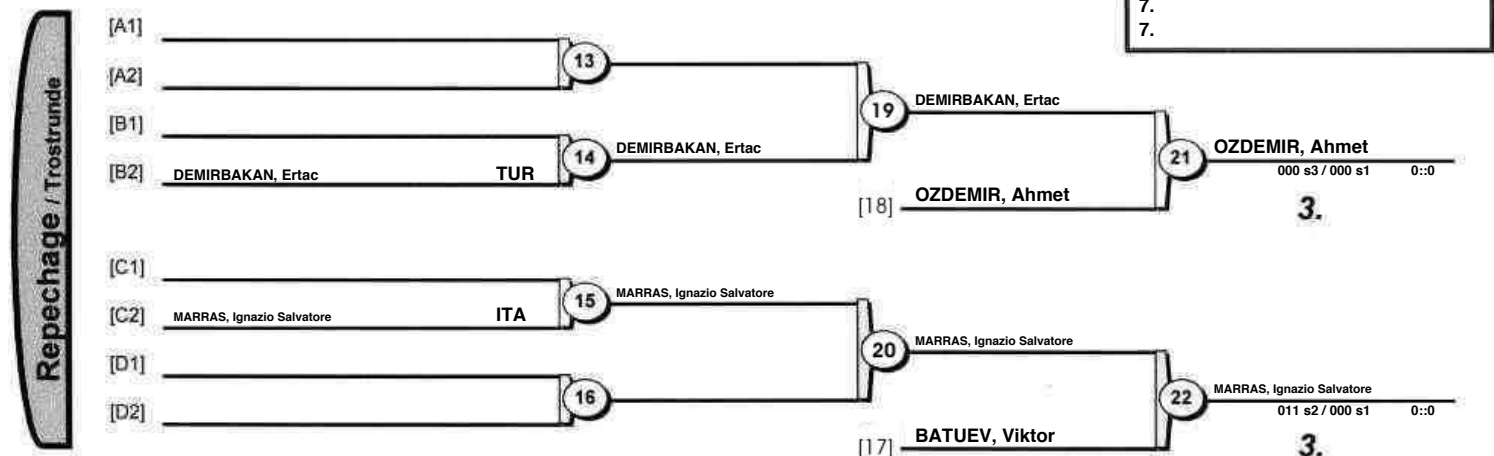 7.
7.
Repechage / Trostrunde
[A1]
13
[A2]
19
DEMIRBAKAN, Ertac
[B1]
14
DEMIRBAKAN, Ertac
21
OZDEMIR, Ahmet
[B2]
DEMIRBAKAN, Ertac TUR
000 s3 / 000 s1 0::0
[18] OZDEMIR, Ahmet
3.
[C1]
15
MARRAS, Ignazio Salvatore
[C2]
MARRAS, Ignazio Salvatore ITA
20
MARRAS, Ignazio Salvatore
[D1]
16
22
MARRAS, Ignazio Salvatore
[D2]
011 s2 / 000 s1 0::0
[17] BATUEV, Viktor
3.